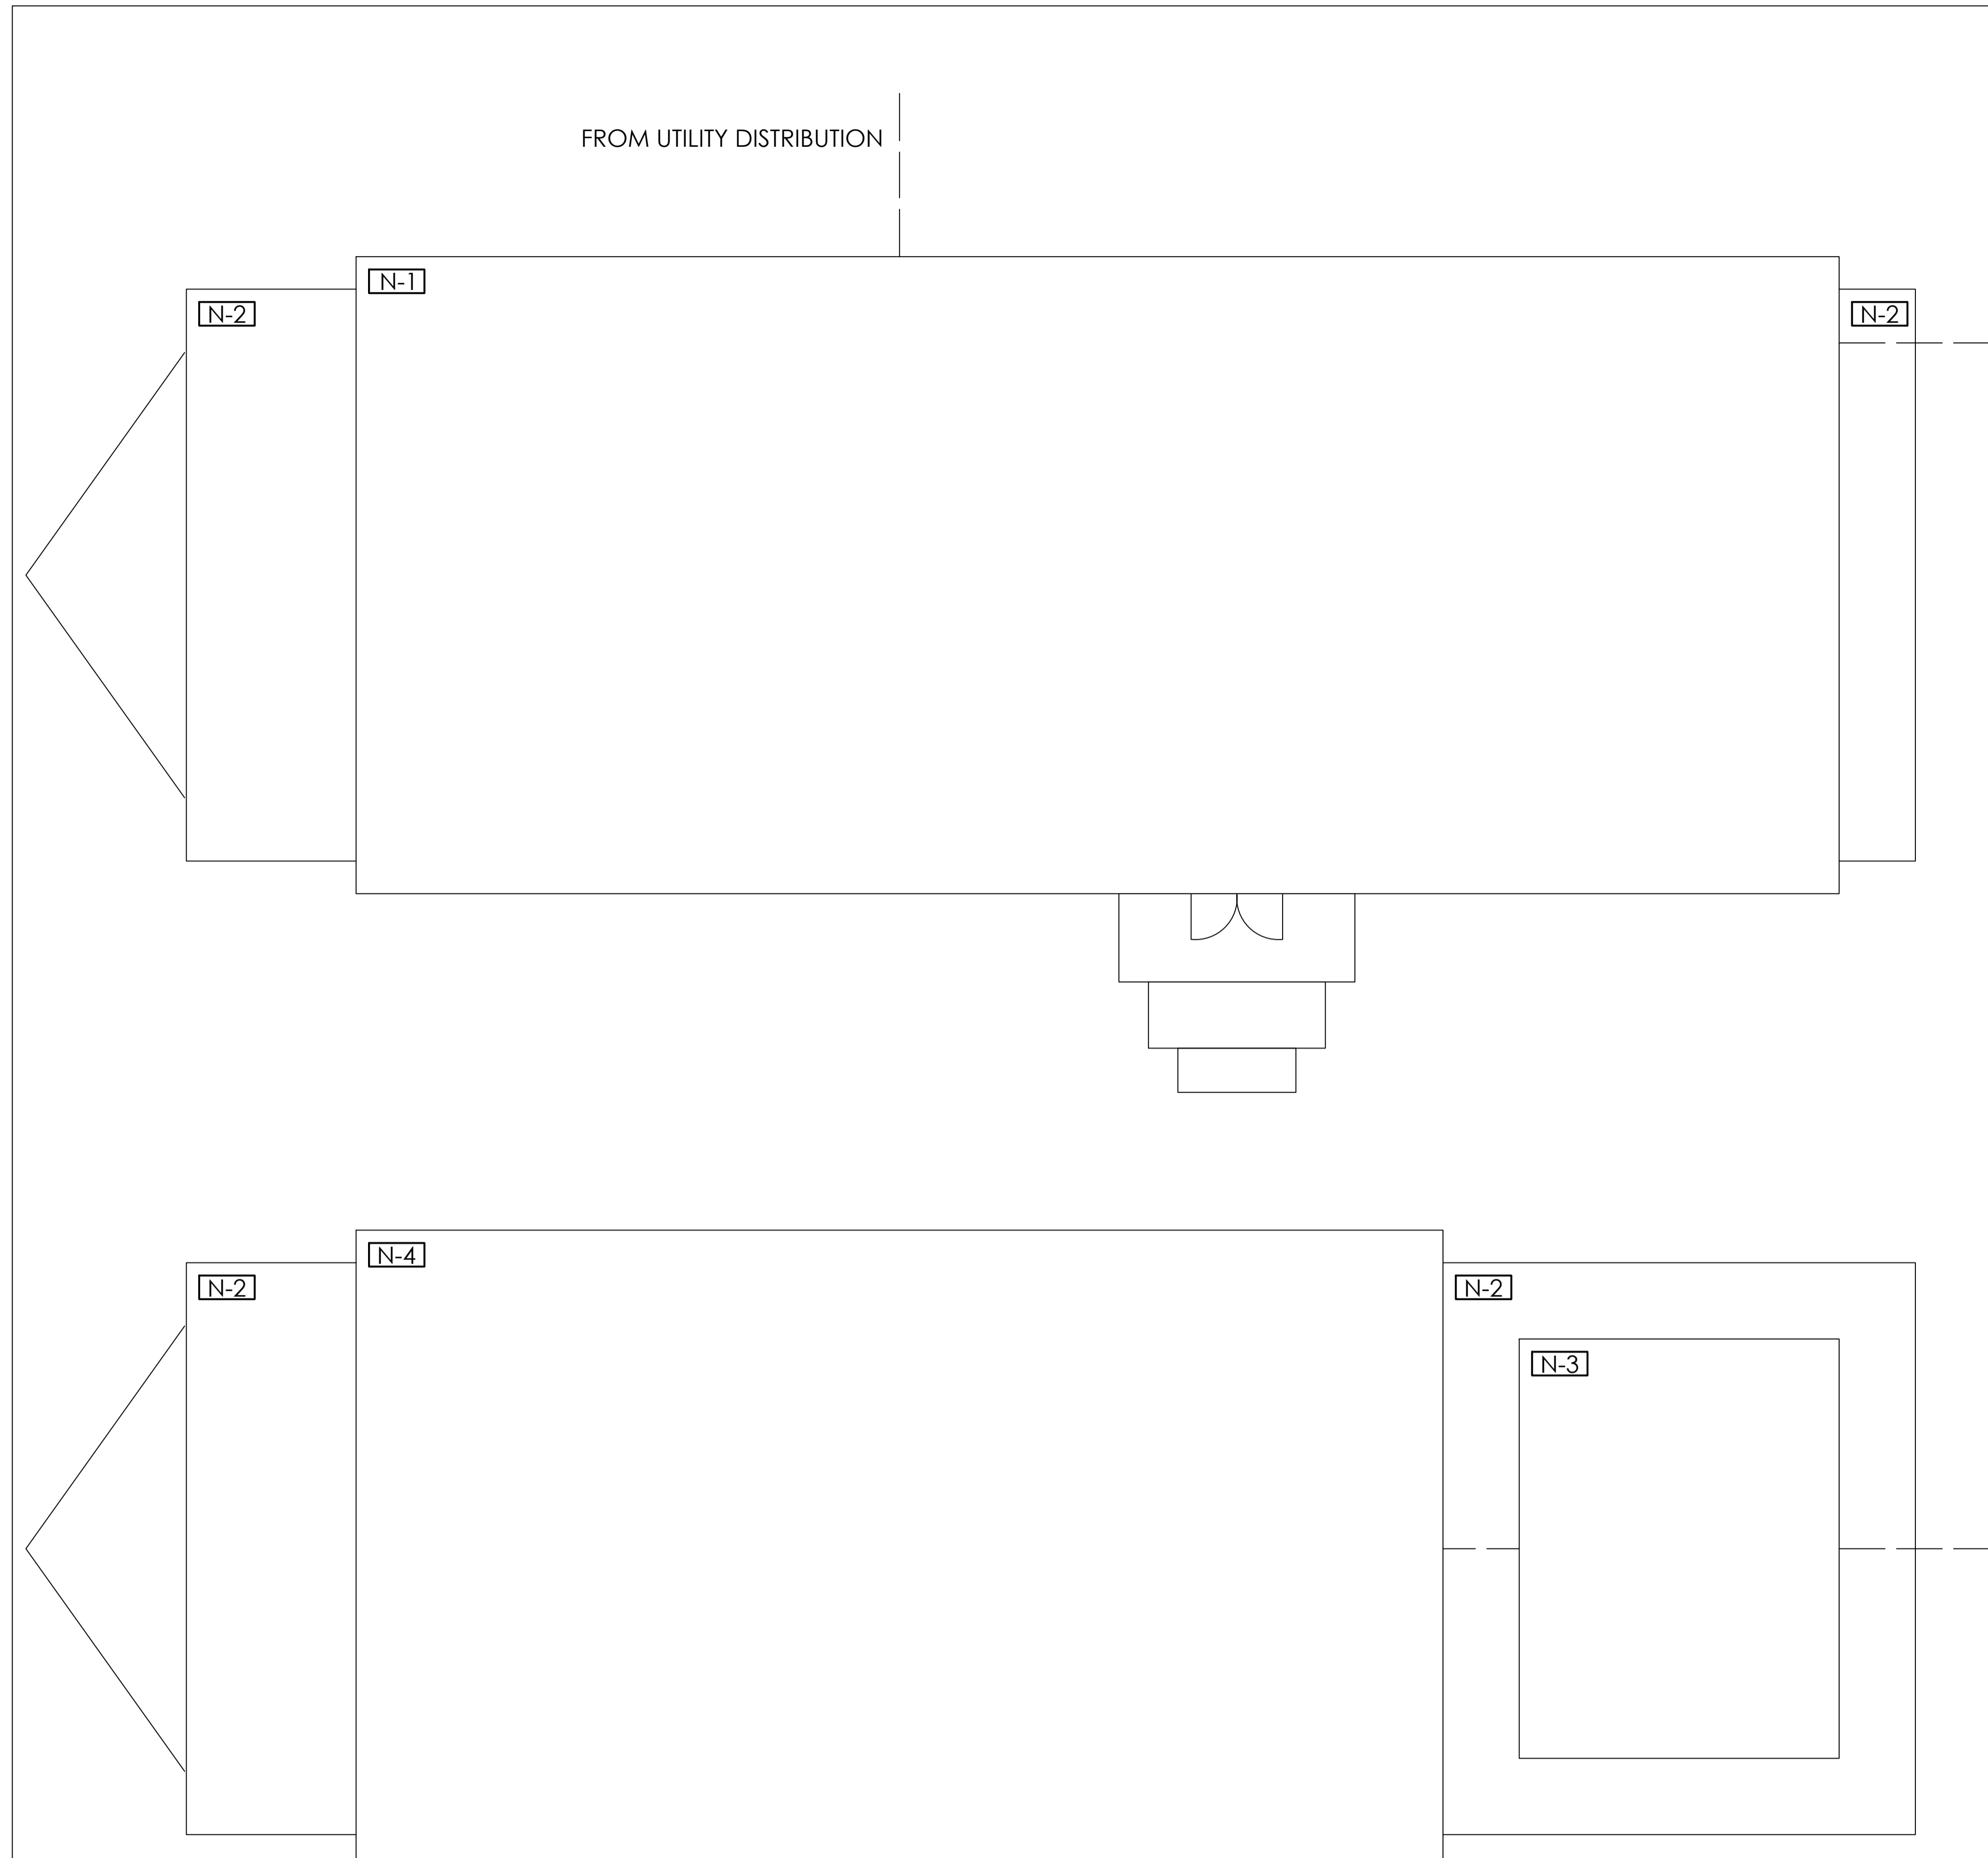 FROM UTILITY DISTRIBUTION
N-1
N-2
N-2
N-4
N-2
N-2
N-3